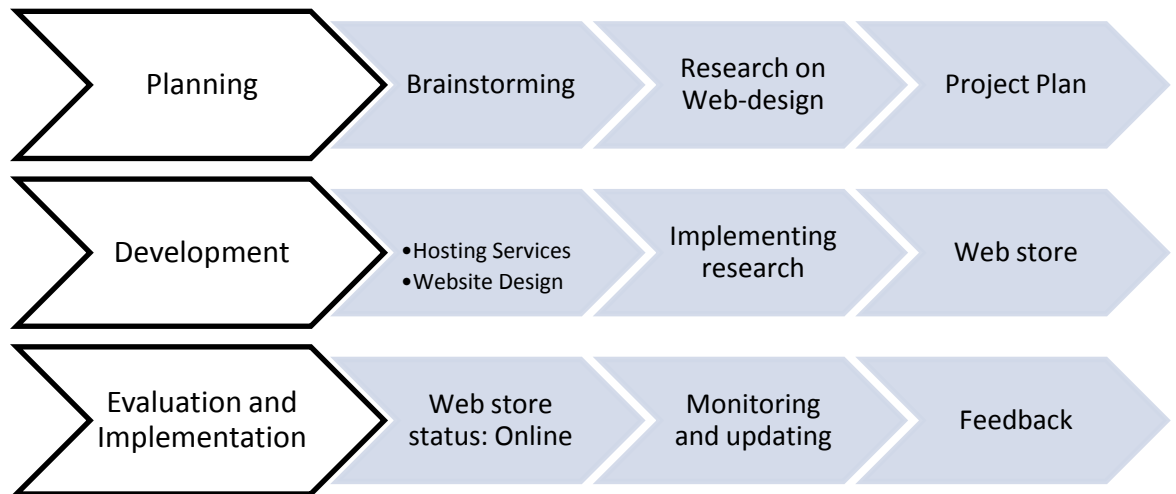 Planning
Brainstorming
Research on
Web-design
Project Plan
Development
•Hosting Services
•Website Design
Implementing
research
Web store
Evaluation and
Implementation
Web store
status: Online
Monitoring
and updating
Feedback